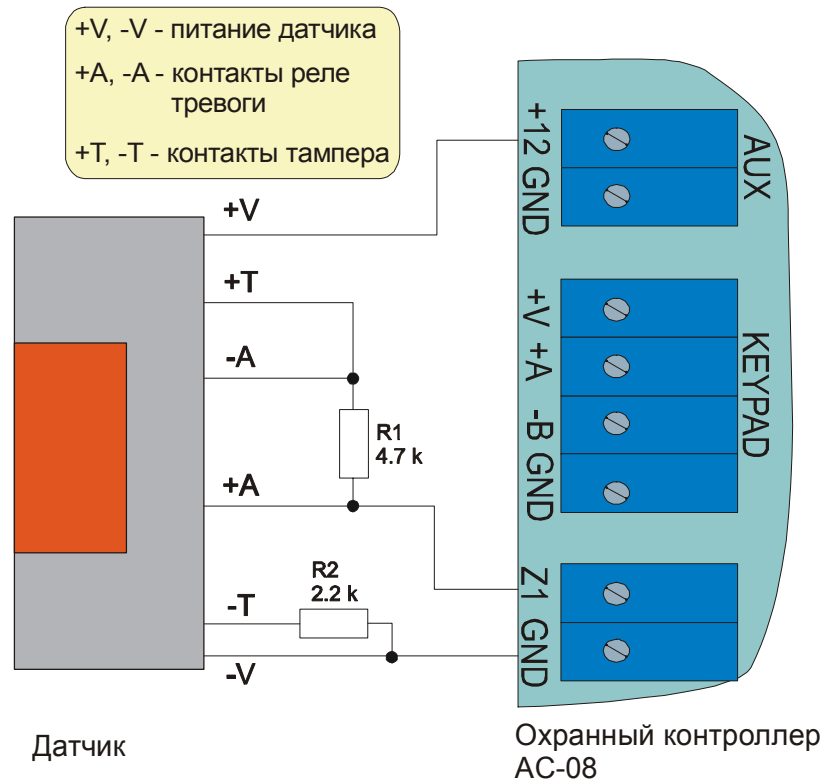 +V, -V - питание датчика
+A, -A - контакты реле
тревоги
+T, -T - контакты тампера
+V
+T
-A
R1
4.7 k
+A
R2
2.2 k
-T
-V
+12 GND
AUX
+V +A -B GND
KEYPAD
Z1 GND
Датчик
Охранный контроллер
AC-08